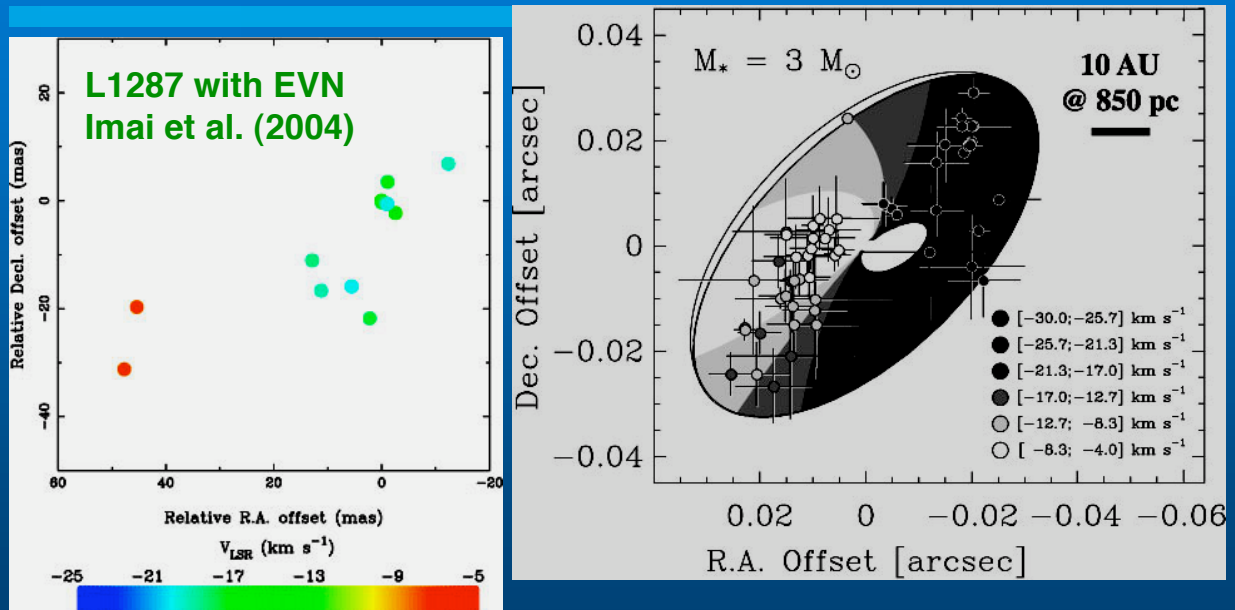 L1287 with EVN
Imai et al. (2004)
Relative Decl. offset (mas)
20
0
−20
−40
60
40
20
0
−20
Relative R.A. offset (mas)
V_LSR (km s⁻¹)
−25
−21
−17
−13
−9
−5
M* = 3 M☉
10 AU
@ 850 pc
Dec. Offset [arcsec]
0.04
0.02
0
−0.02
−0.04
[−30.0;−25.7] km s⁻¹
[−25.7;−21.3] km s⁻¹
[−21.3;−17.0] km s⁻¹
[−17.0;−12.7] km s⁻¹
[−12.7; −8.3] km s⁻¹
[ −8.3; −4.0] km s⁻¹
0.02
0
−0.02
−0.04
−0.06
R.A. Offset [arcsec]